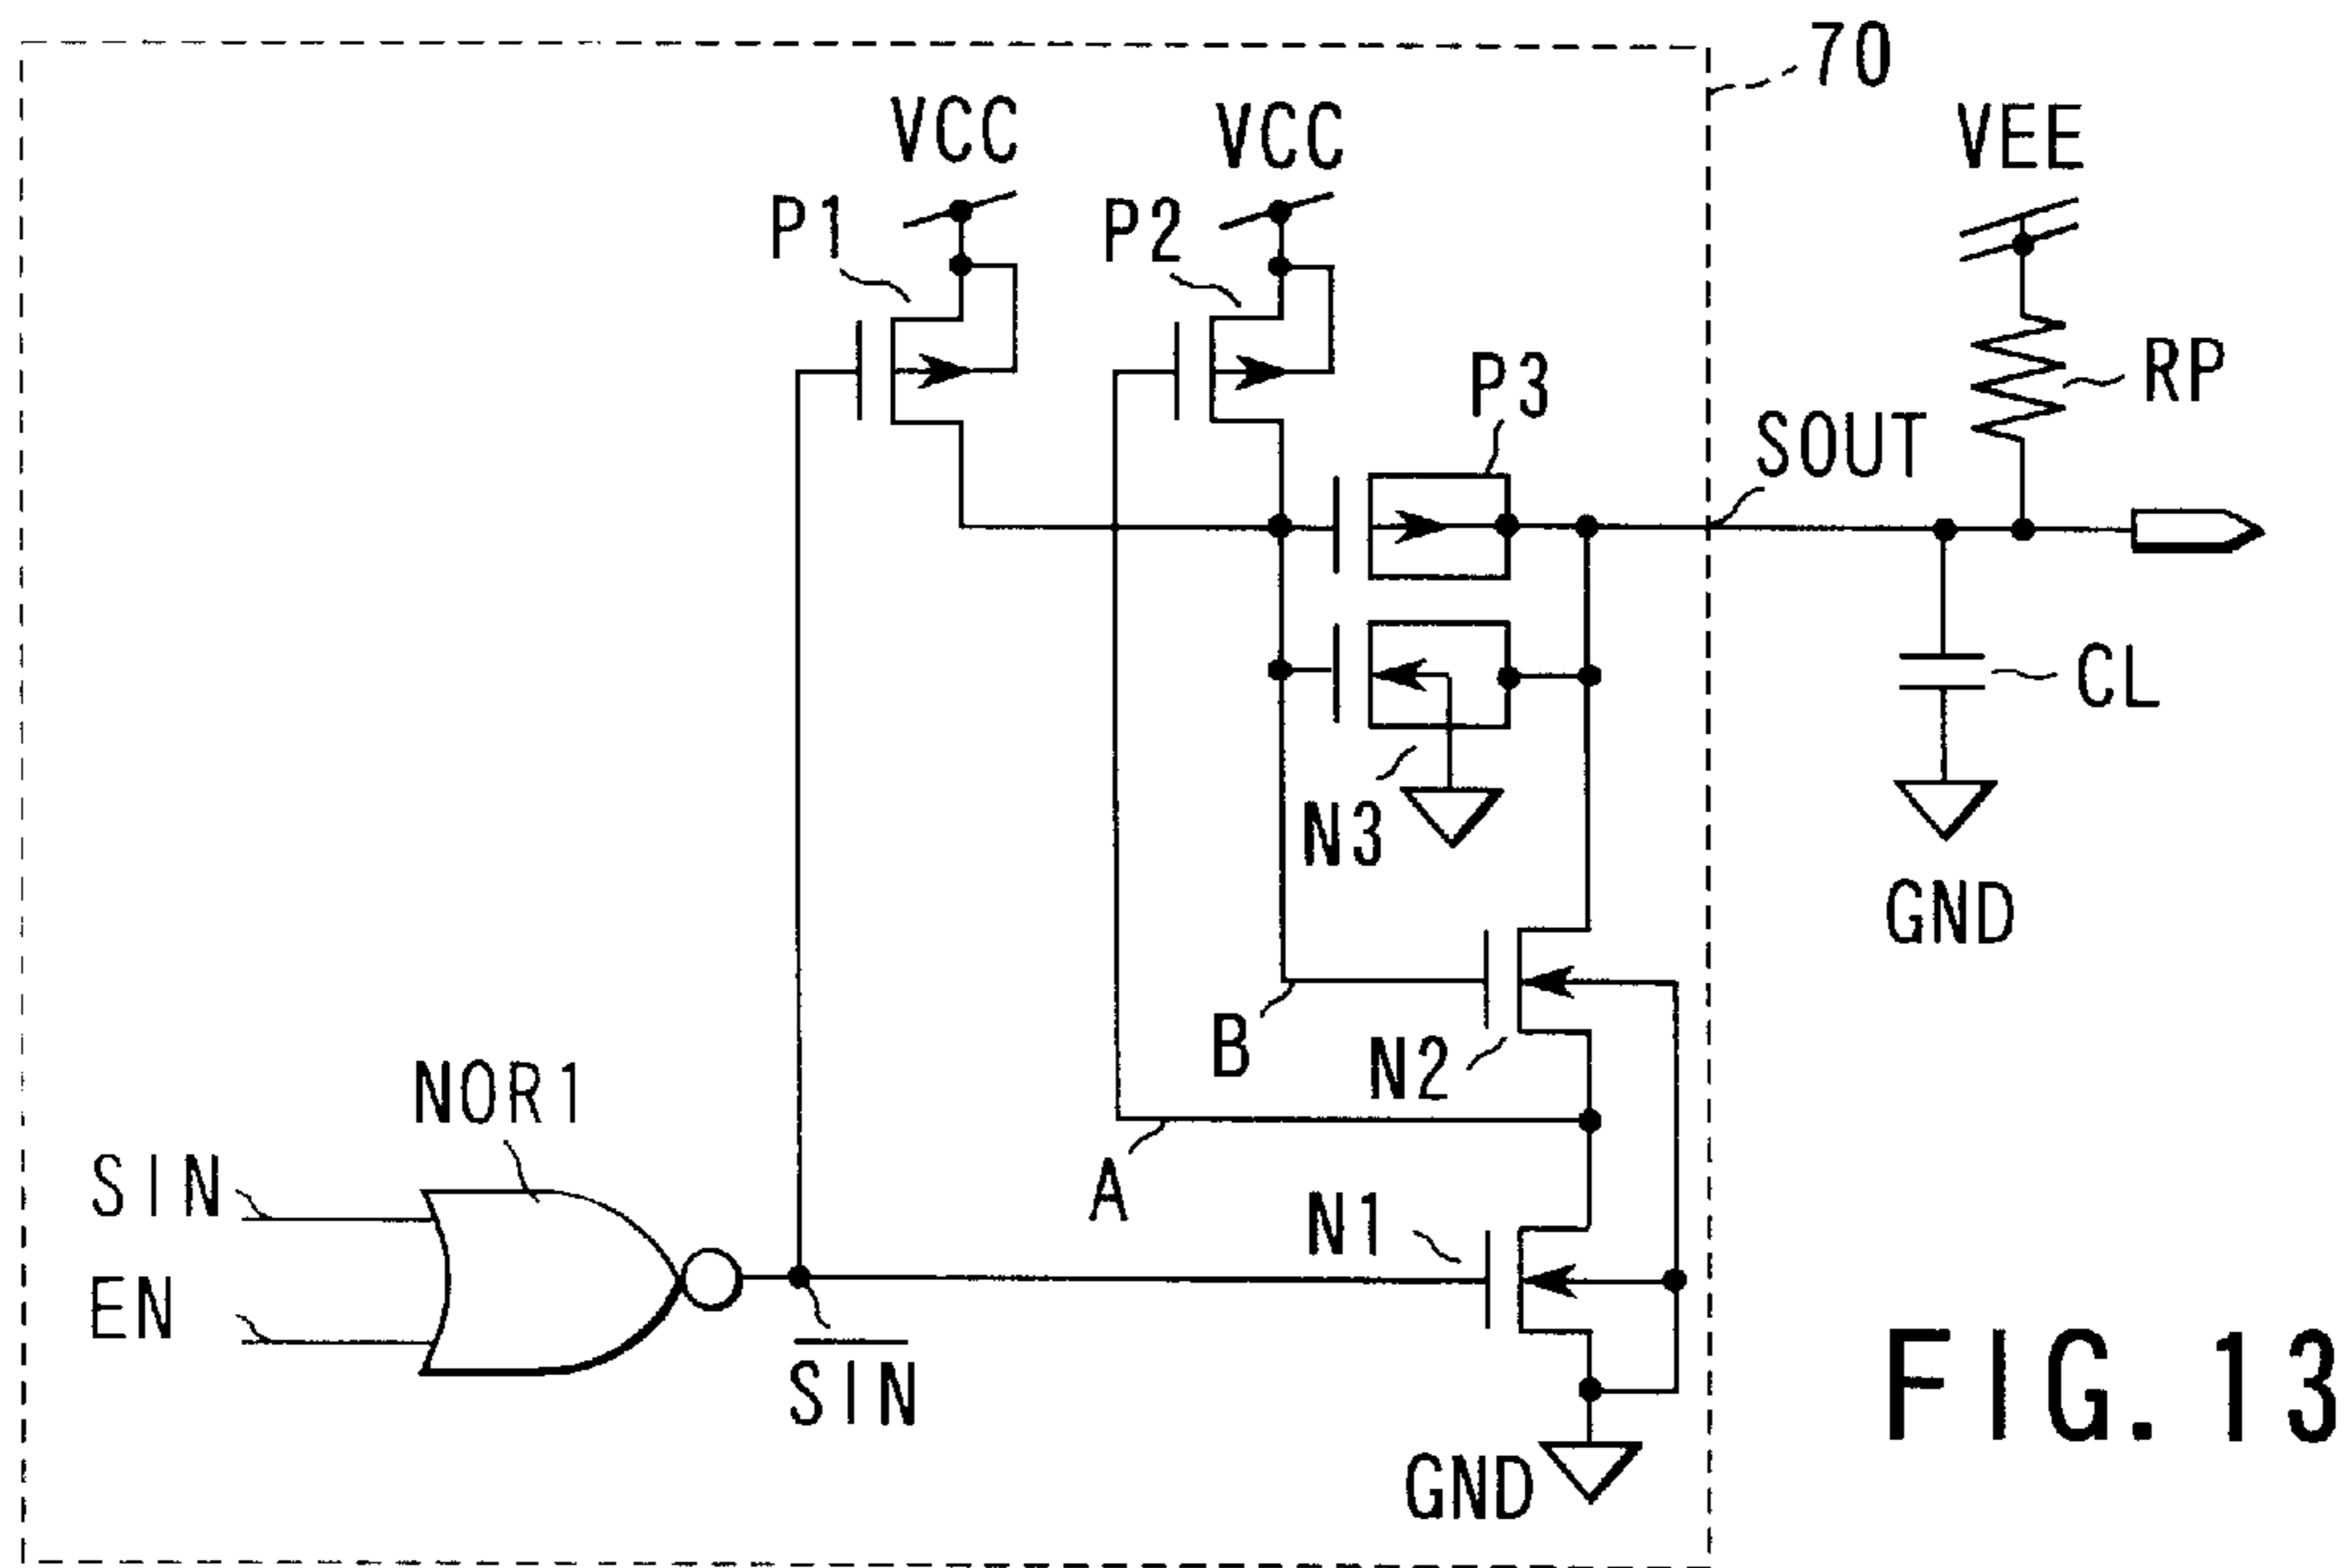 70
VCC
VCC
VEE
P1
P2
P3
RP
SOUT
CL
N3
GND
B
N2
NOR1
A
SIN
N1
EN
SIN
GND
FIG. 13